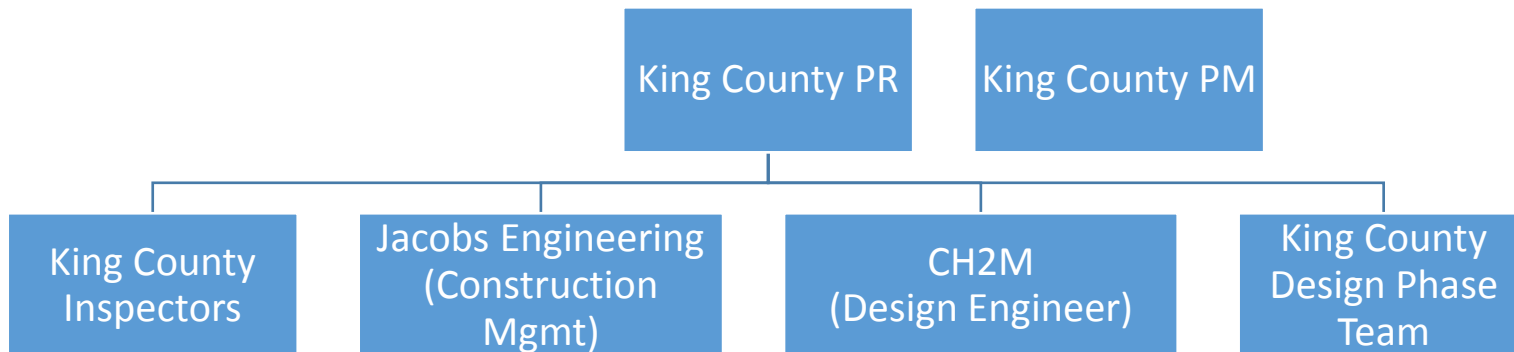 King County PR
King County PM
King County
Inspectors
Jacobs Engineering
(Construction
Mgmt)
CH2M
(Design Engineer)
King County
Design Phase
Team